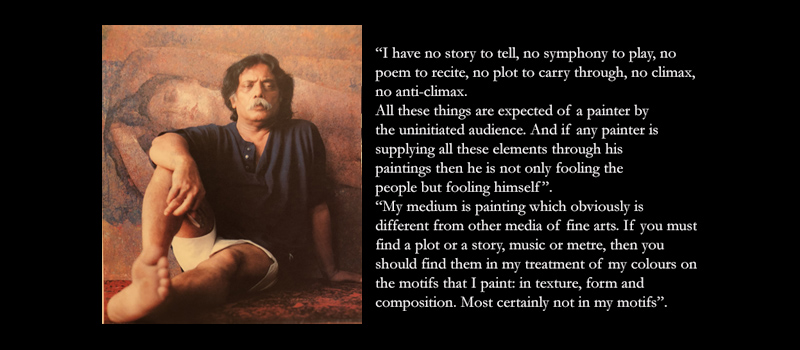 “I have no story to tell, no symphony to play, no
poem to recite, no plot to carry through, no climax,
no anti-climax.
All these things are expected of a painter by
the uninitiated audience. And if any painter is
supplying all these elements through his
paintings then he is not only fooling the
people but fooling himself”.
“My medium is painting which obviously is
different from other media of fine arts. If you must
find a plot or a story, music or metre, then you
should find them in my treatment of my colours on
the motifs that I paint: in texture, form and
composition. Most certainly not in my motifs”.